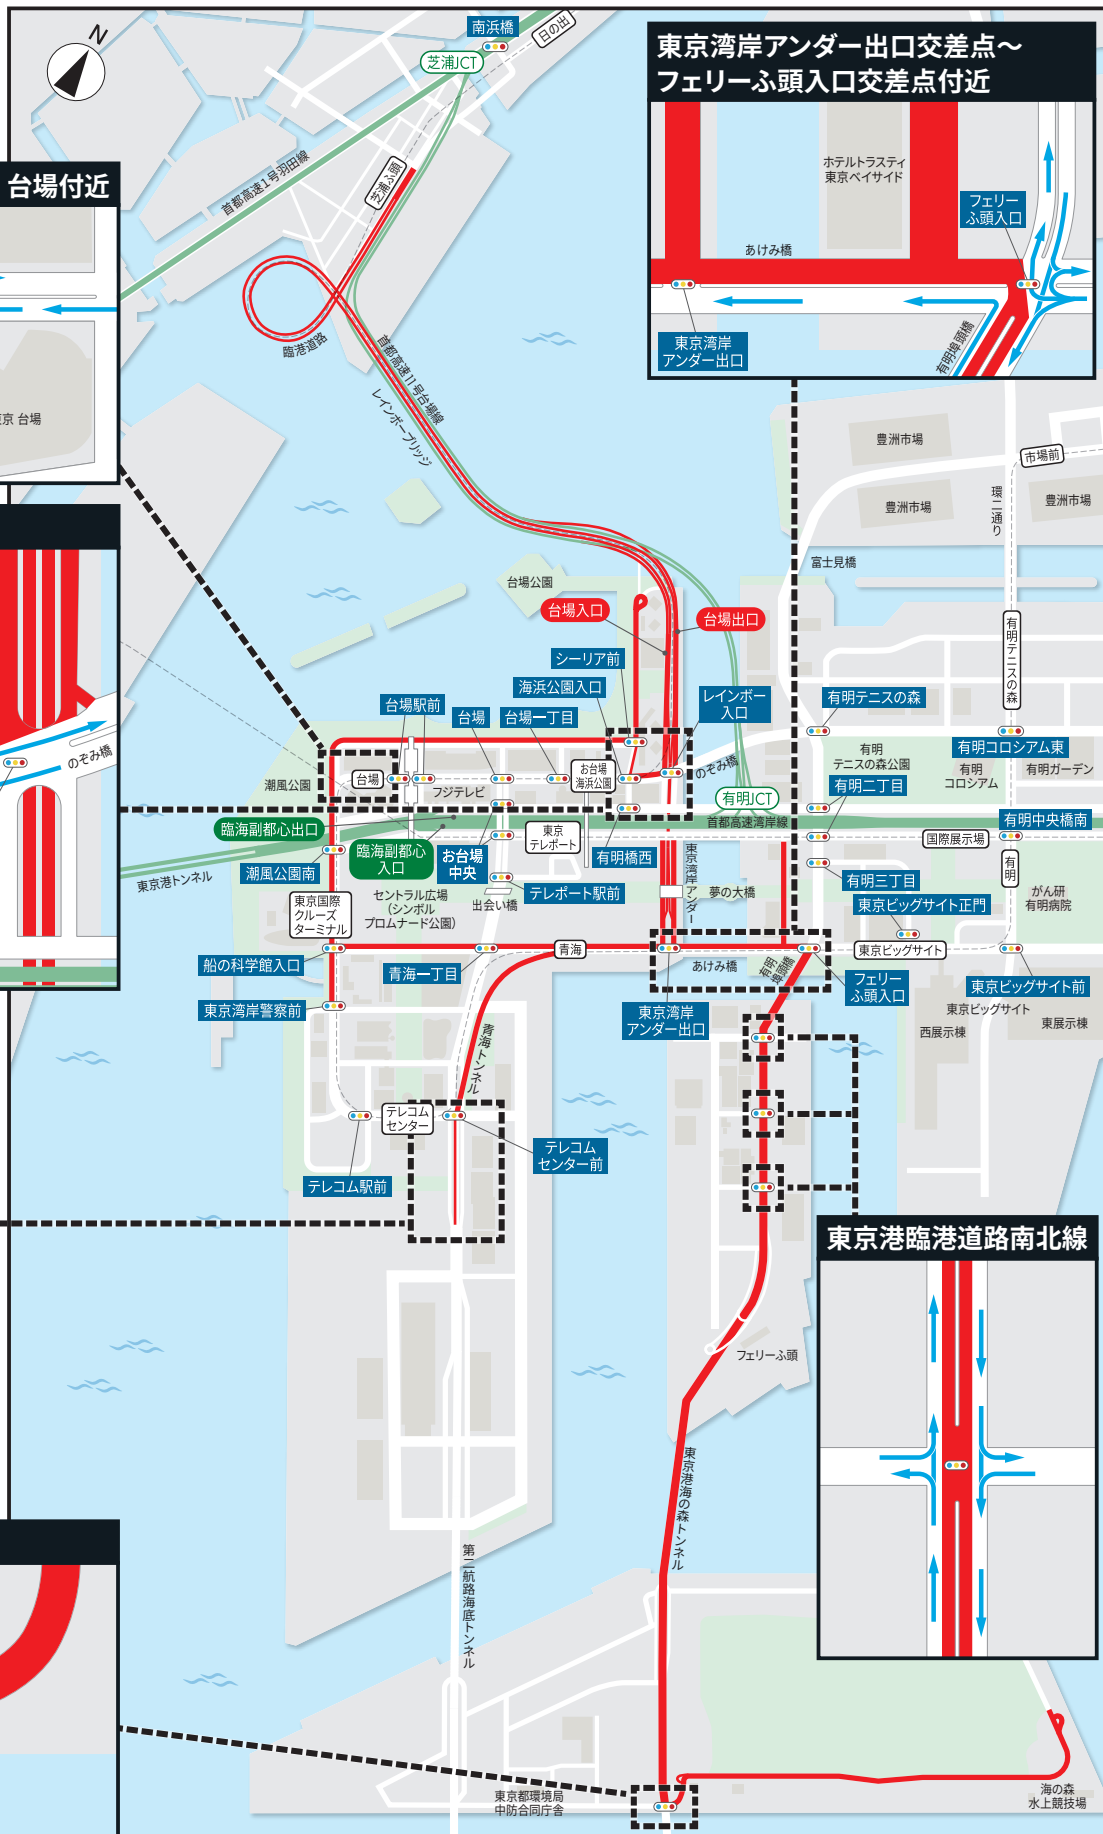 N
南浜橋
日の出
芝浦JCT
東京湾岸アンダー出口交差点～
フェリーふ頭入口交差点付近
ホテルトラスティ
東京ベイサイド
フェリー
ふ頭入口
あけみ橋
東京湾岸
アンダー出口
有明埠頭橋
首都高速1号羽田線
芝浦ふ頭
台場付近
京 台場
臨港道路
首都高速11号台場線
レインボーブリッジ
豊洲市場
市場前
豊洲市場
環二通り
豊洲市場
富士見橋
台場公園
台場入口
台場出口
有明テニスの森
シーリア前
海浜公園入口
レインボー
入口
有明テニスの森
台場駅前
台場
台場一丁目
有明コロシアム東
のぞみ橋
お台場
海浜公園
のぞみ橋
有明
テニスの森公園
有明
コロシアム
有明ガーデン
潮風公園
台場
フジテレビ
有明二丁目
有明JCT
首都高速湾岸線
有明中央橋南
臨海副都心出口
東京
テレポート
国際展示場
臨海副都心
入口
お台場
中央
有明橋西
東京湾岸アンダー
有明
潮風公園南
東京港トンネル
有明三丁目
セントラル広場
(シンボル
プロムナード公園)
テレポート駅前
出会い橋
夢の大橋
がん研
有明病院
東京国際
クルーズ
ターミナル
東京ビッグサイト正門
青海
東京ビッグサイト
船の科学館入口
青海一丁目
あけみ橋
有明
埠頭橋
フェリー
ふ頭入口
東京ビッグサイト前
東京湾岸警察前
東京湾岸
アンダー出口
東京ビッグサイト
西展示棟
東展示棟
青海トンネル
テレコム
センター
テレコム
センター前
テレコム駅前
東京港臨港道路南北線
フェリーふ頭
東京港海の森トンネル
第二航路海底トンネル
東京都環境局
中防合同庁舎
海の森
水上競技場